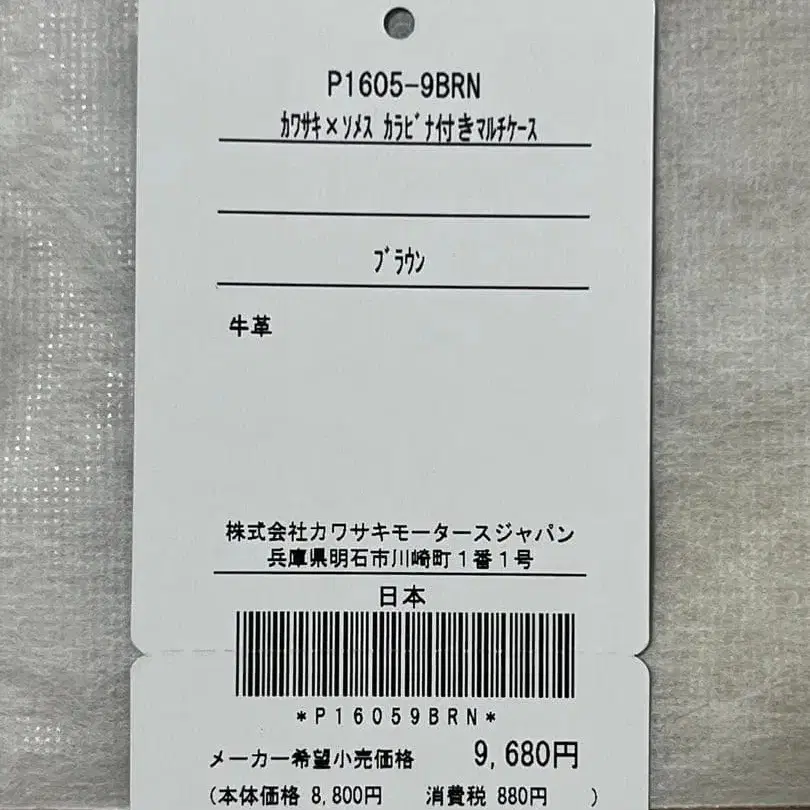 P1605-9BRN
ｶﾜｻｷ×ｿﾒｽ ｶﾗﾋﾞﾅ付きﾏﾙﾁｹｰｽ
ﾌﾞﾗｳﾝ
牛革
株式会社カワサキモータースジャパン
兵庫県明石市川崎町１番１号
日本
*P16059BRN*
メーカー希望小売価格 9,680円
(本体価格 8,800円 消費税 880円 )